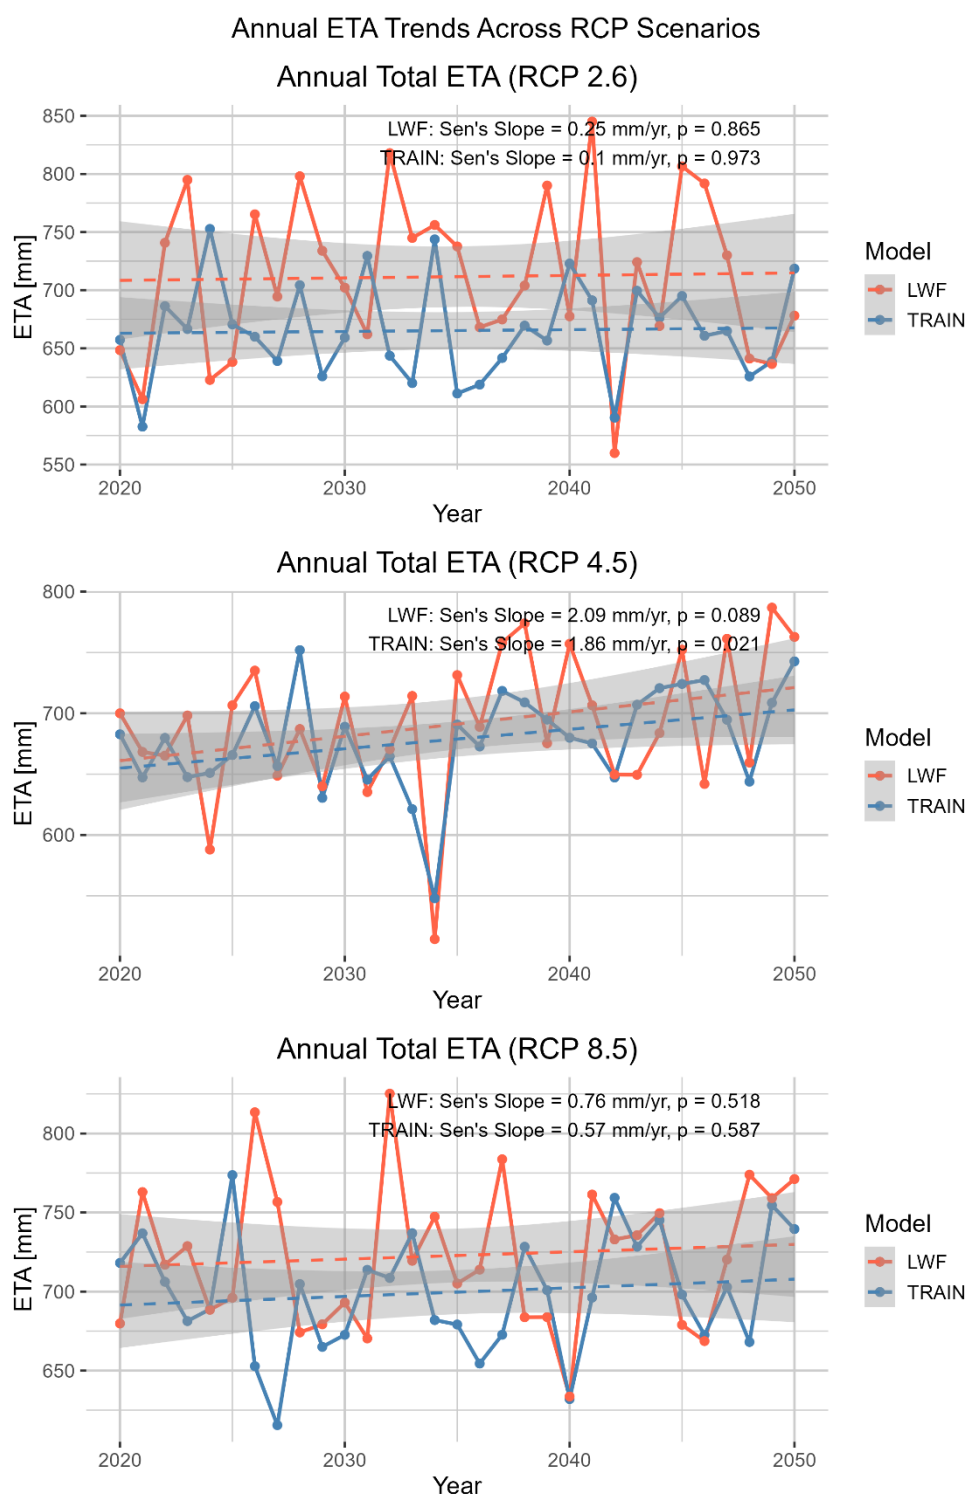 Annual ETA Trends Across RCP Scenarios
Annual Total ETA (RCP 2.6)
LWF: Sen's Slope = 0.25 mm/yr, p = 0.865
TRAIN: Sen's Slope = 0.1 mm/yr, p = 0.973
850
800
750
700
650
600
550
ETA [mm]
2020
2030
2040
2050
Year
Model
LWF
TRAIN
Annual Total ETA (RCP 4.5)
LWF: Sen's Slope = 2.09 mm/yr, p = 0.089
TRAIN: Sen's Slope = 1.86 mm/yr, p = 0.021
800
700
600
ETA [mm]
2020
2030
2040
2050
Year
Model
LWF
TRAIN
Annual Total ETA (RCP 8.5)
LWF: Sen's Slope = 0.76 mm/yr, p = 0.518
TRAIN: Sen's Slope = 0.57 mm/yr, p = 0.587
800
750
700
650
ETA [mm]
2020
2030
2040
2050
Year
Model
LWF
TRAIN